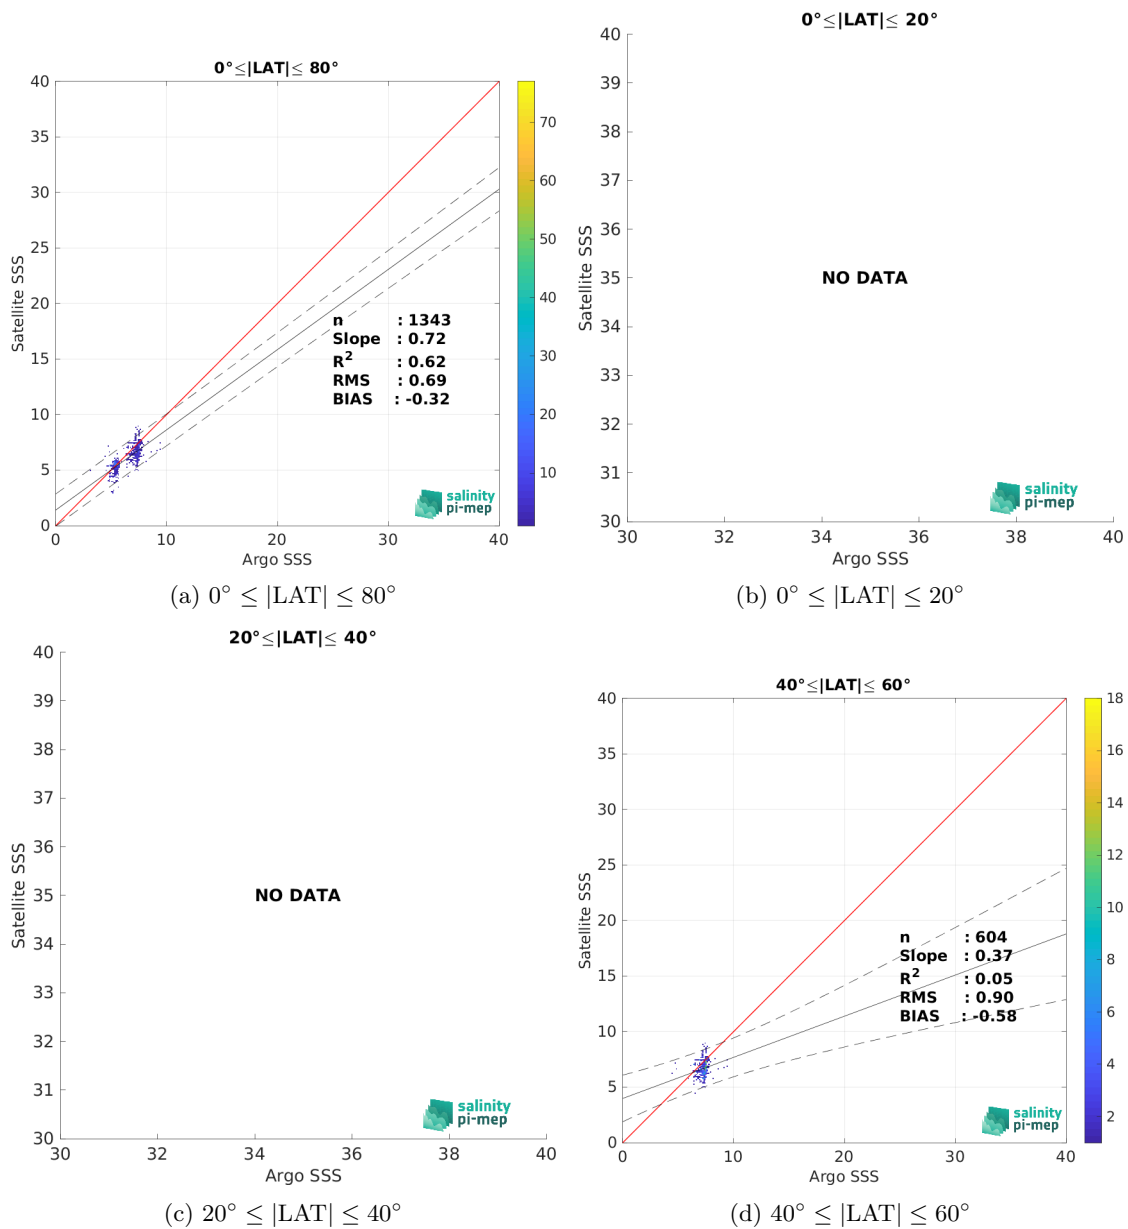 0°≤|LAT|≤ 80°
40
35
30
25
20
15
10
5
0
Satellite SSS
0
10
20
30
40
Argo SSS
70
60
50
40
30
20
10
n : 1343
Slope : 0.72
R² : 0.62
RMS : 0.69
BIAS : -0.32
salinity
pi-mep
(a) 0° ≤ |LAT| ≤ 80°
0°≤|LAT|≤ 20°
40
39
38
37
36
35
34
33
32
31
30
Satellite SSS
NO DATA
30
32
34
36
38
40
Argo SSS
salinity
pi-mep
(b) 0° ≤ |LAT| ≤ 20°
20°≤|LAT|≤ 40°
40
39
38
37
36
35
34
33
32
31
30
Satellite SSS
NO DATA
30
32
34
36
38
40
Argo SSS
salinity
pi-mep
(c) 20° ≤ |LAT| ≤ 40°
40°≤|LAT|≤ 60°
40
35
30
25
20
15
10
5
0
Satellite SSS
0
10
20
30
40
Argo SSS
18
16
14
12
10
8
6
4
2
n : 604
Slope : 0.37
R² : 0.05
RMS : 0.90
BIAS : -0.58
salinity
pi-mep
(d) 40° ≤ |LAT| ≤ 60°